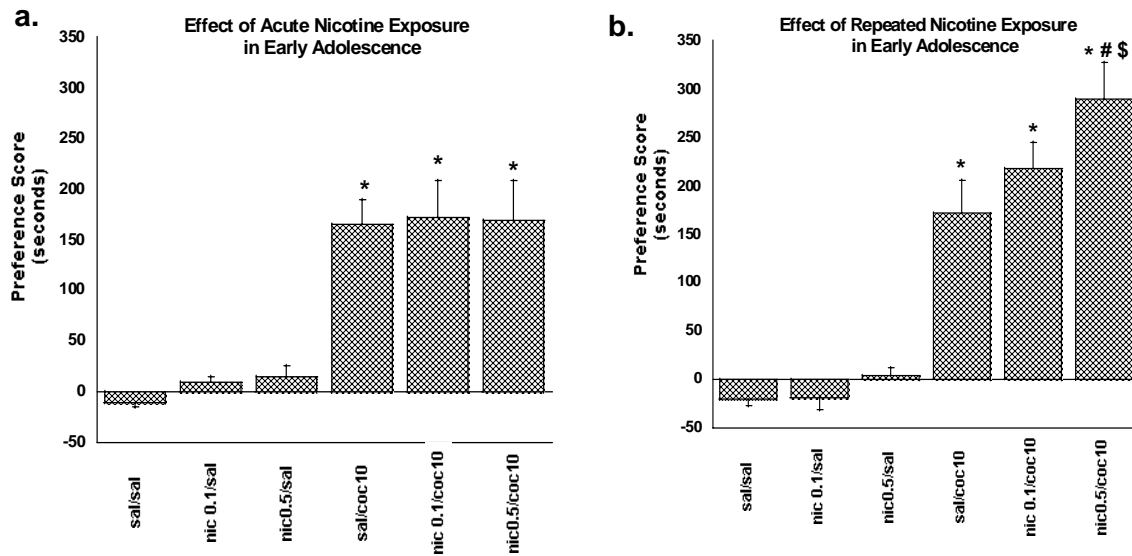 a.
Effect of Acute Nicotine Exposure
in Early Adolescence
Preference Score
(seconds)
350
300
250
200
150
100
50
0
-50
*
*
*
sal/sal
nic 0.1/sal
nic0.5/sal
sal/coc10
nic 0.1/coc10
nic0.5/coc10
b.
Effect of Repeated Nicotine Exposure
in Early Adolescence
Preference Score
(seconds)
350
300
250
200
150
100
50
0
-50
*
*
* # $
sal/sal
nic 0.1/sal
nic0.5/sal
sal/coc10
nic 0.1/coc10
nic0.5/coc10